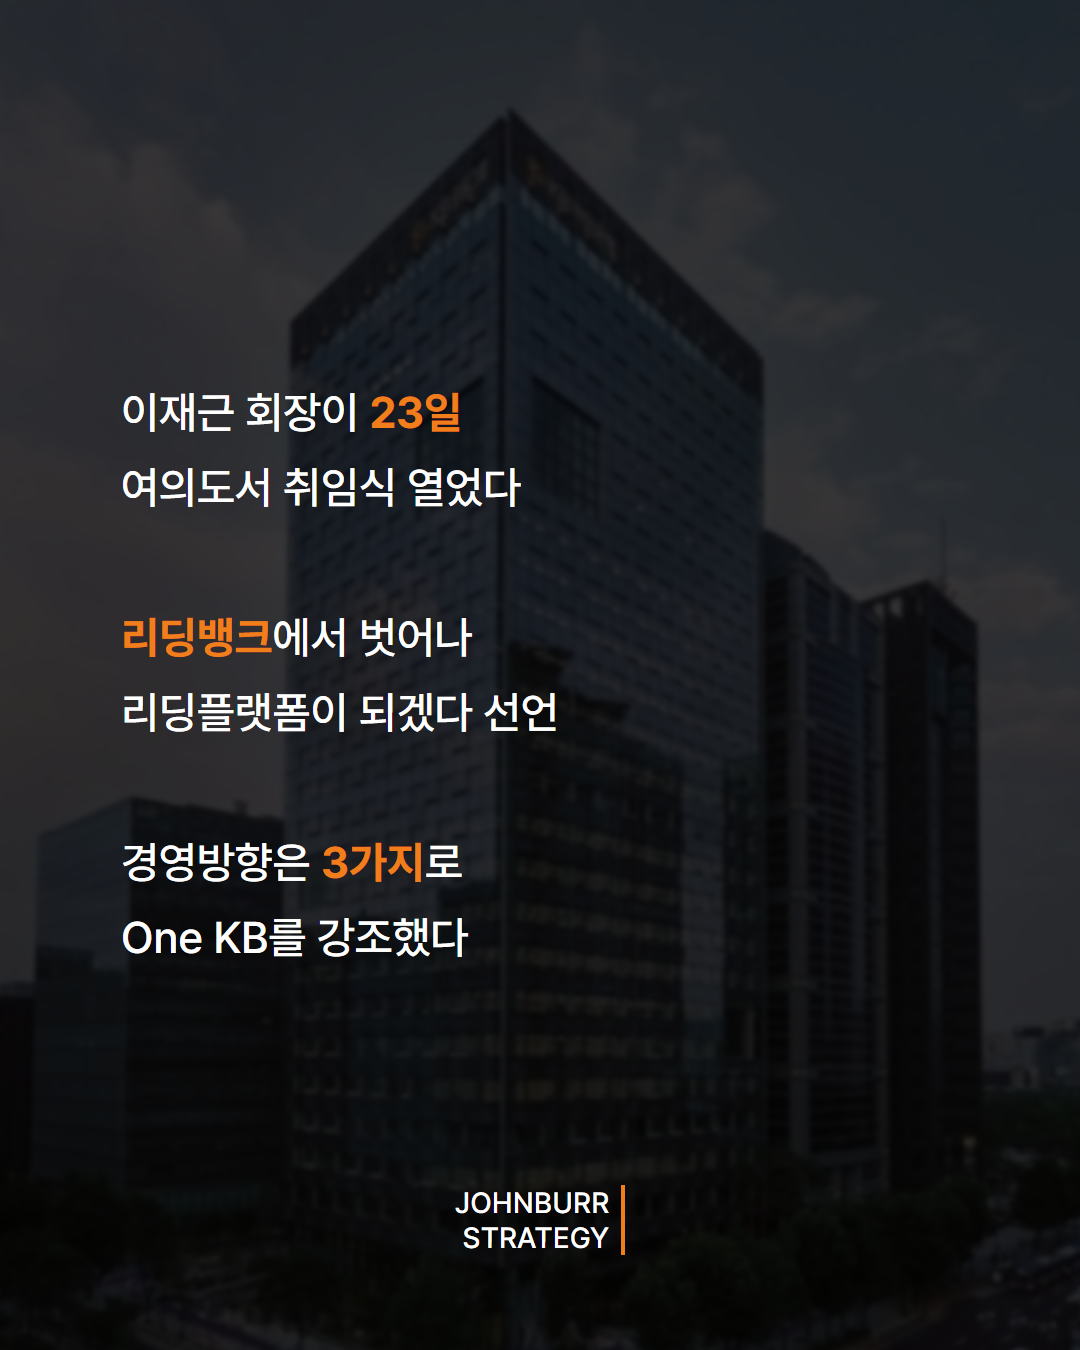 이재근 회장이 23일
여의도서 취임식 열었다
리딩뱅크에서 벗어나
리딩플랫폼이 되겠다 선언
경영방향은 3가지로
One KB를 강조했다
JOHNBURR
STRATEGY